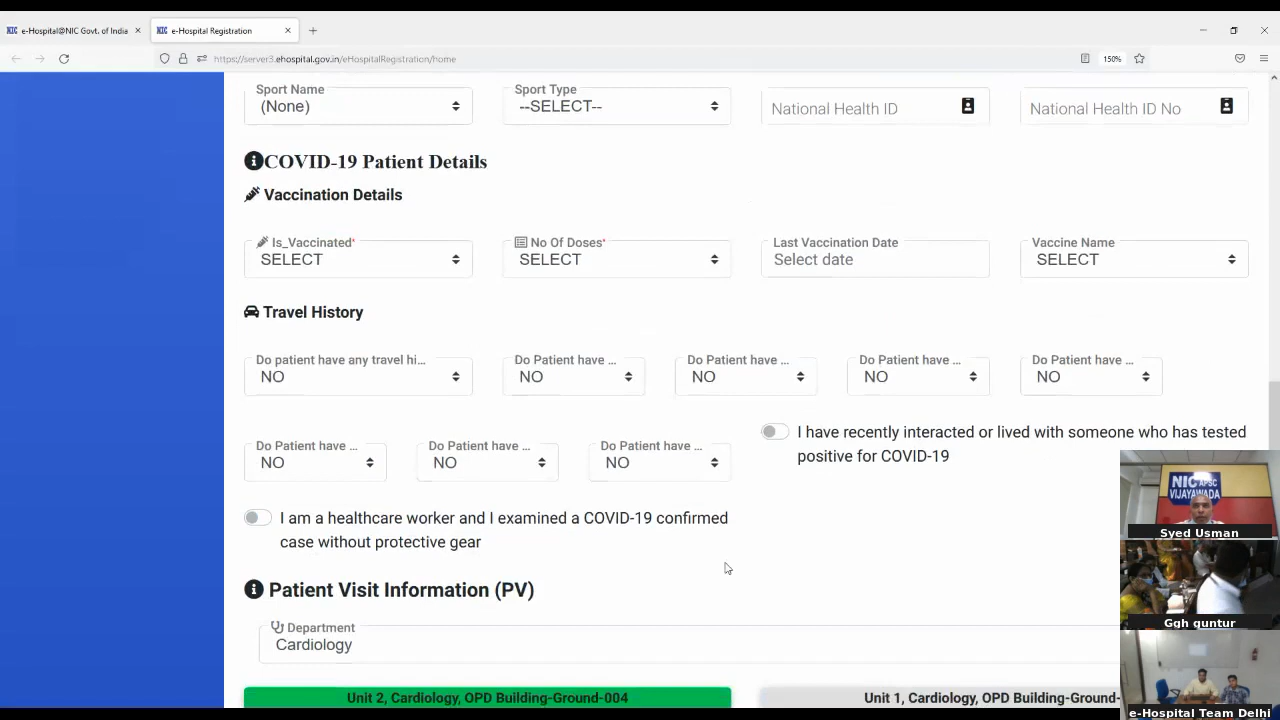 NIC e-Hospital@NIC Govt. of India
NIC e-Hospital Registration
https://server3.ehospital.gov.in/eHospitalRegistration/home
150%
Sport Name
(None)
Sport Type
--SELECT--
National Health ID
National Health ID No
COVID-19 Patient Details
Vaccination Details
Is_Vaccinated*
SELECT
No Of Doses*
SELECT
Last Vaccination Date
Select date
Vaccine Name
SELECT
Travel History
Do patient have any travel hi...
NO
Do Patient have ...
NO
Do Patient have ...
NO
Do Patient have ...
NO
Do Patient have ...
NO
Do Patient have ...
NO
Do Patient have ...
NO
Do Patient have ...
NO
I have recently interacted or lived with someone who has tested
positive for COVID-19
I am a healthcare worker and I examined a COVID-19 confirmed
case without protective gear
Patient Visit Information (PV)
Department
Cardiology
Unit 2, Cardiology, OPD Building-Ground-004
Unit 1, Cardiology, OPD Building-Ground-
NIC APSC
VIJAYAWADA
Syed Usman
Ggh guntur
e-Hospital Team Delhi